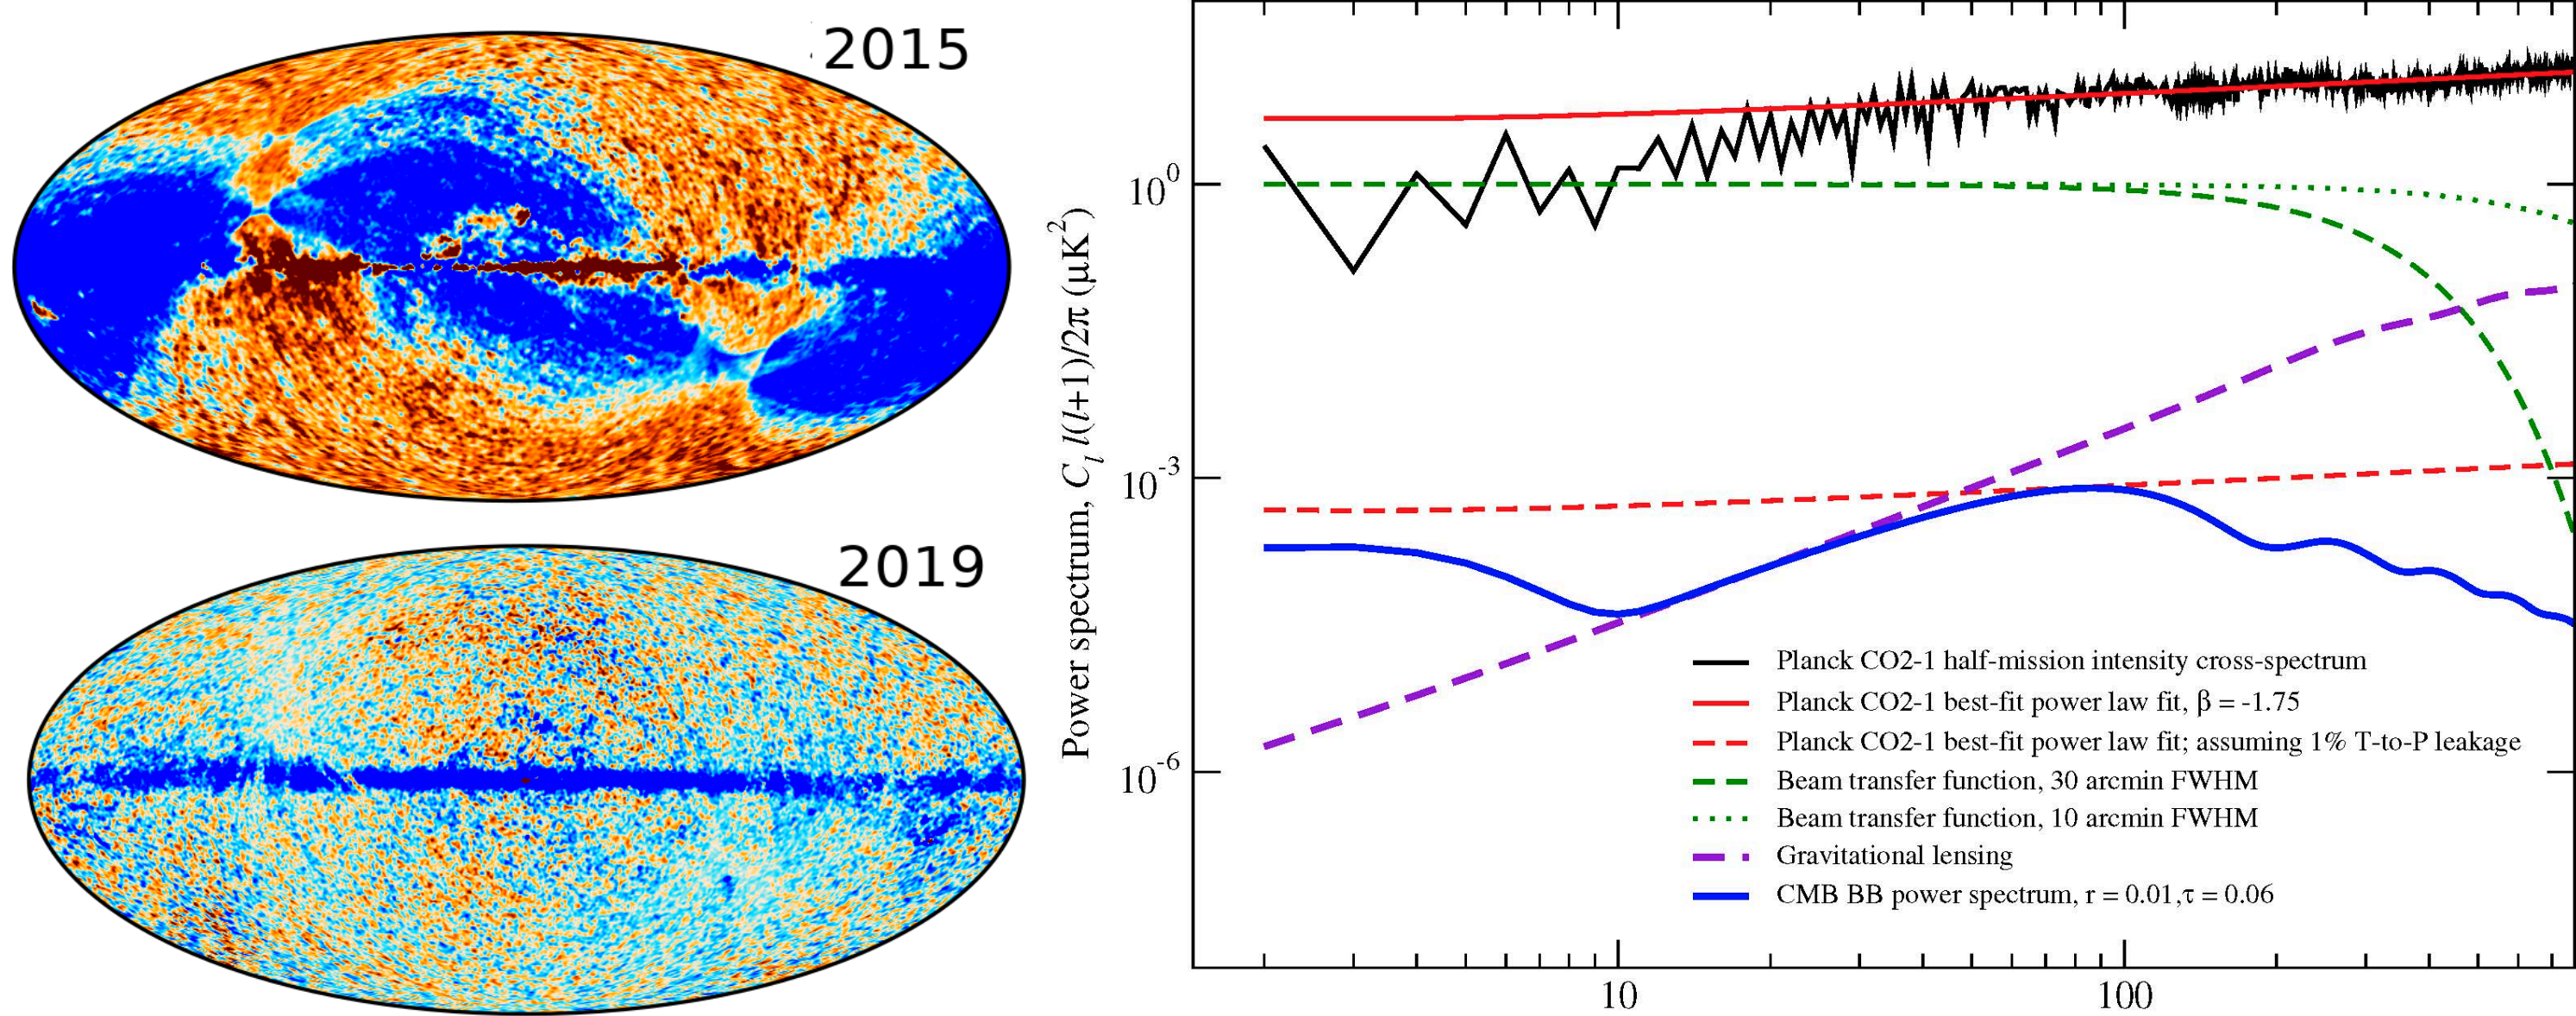 2015
2019
Power spectrum, C_l l(l+1)/2π (μK²)
10⁰
10⁻³
10⁻⁶
Planck CO2-1 half-mission intensity cross-spectrum
Planck CO2-1 best-fit power law fit, β = -1.75
Planck CO2-1 best-fit power law fit; assuming 1% T-to-P leakage
Beam transfer function, 30 arcmin FWHM
Beam transfer function, 10 arcmin FWHM
Gravitational lensing
CMB BB power spectrum, r = 0.01,τ = 0.06
10
100